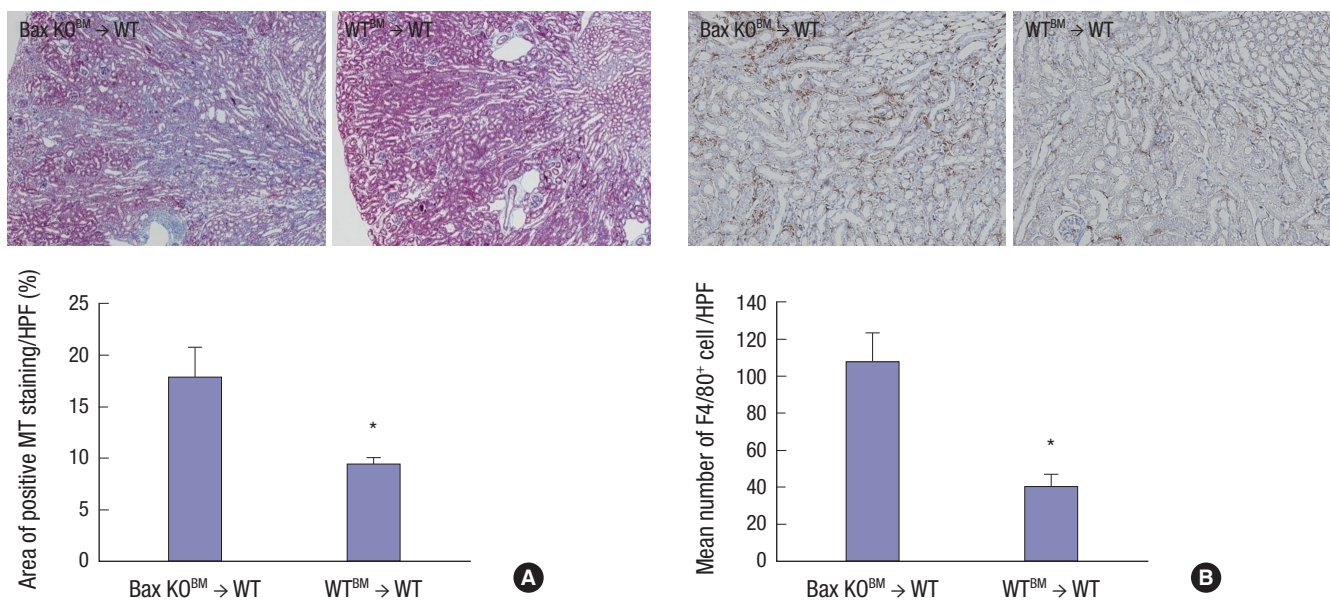 Bax KO^BM → WT
WT^BM → WT
Area of positive MT staining/HPF (%)
25
20
15
10
5
0
*
Bax KO^BM → WT
WT^BM → WT
A
Bax KO^BM → WT
WT^BM → WT
Mean number of F4/80⁺ cell /HPF
140
120
100
80
60
40
20
0
*
Bax KO^BM → WT
WT^BM → WT
B